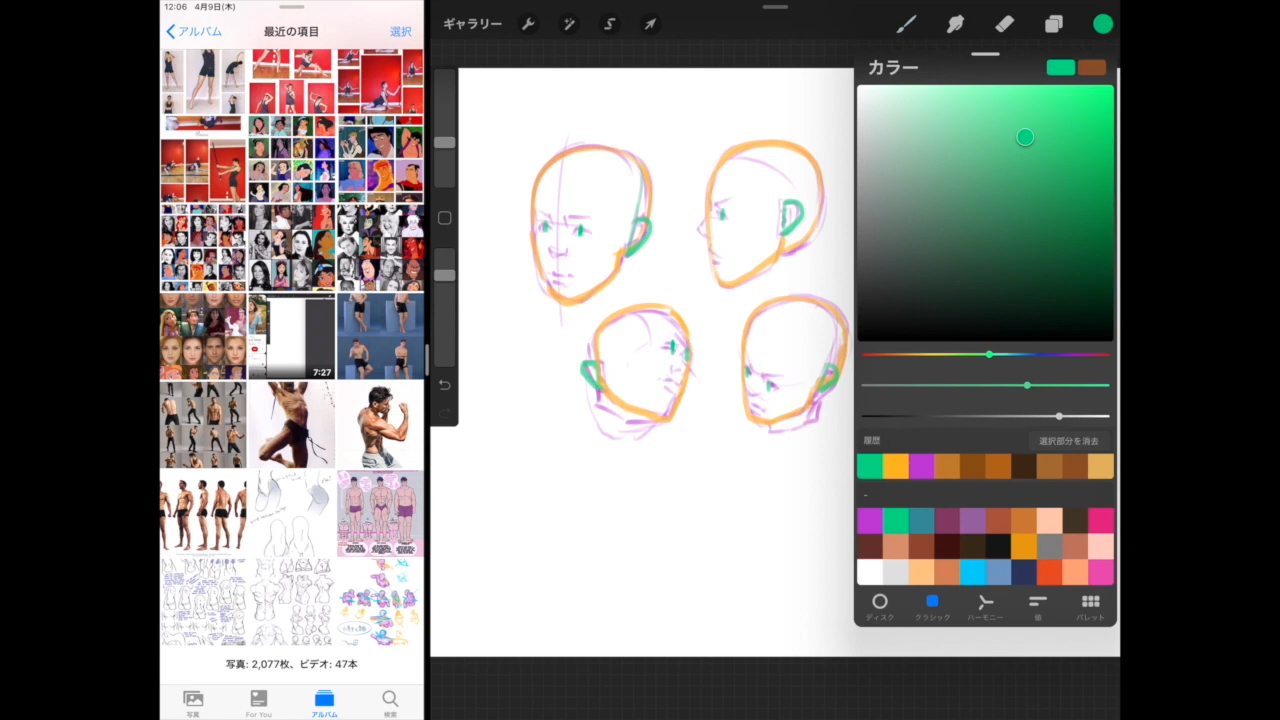 12:06 4月9日(木)
アルバム
最近の項目
選択
7:27
写真: 2,077枚、ビデオ: 47本
写真
For You
アルバム
検索
ギャラリー
カラー
履歴
選択部分を消去
-
ディスク
クラシック
ハーモニー
値
パレット